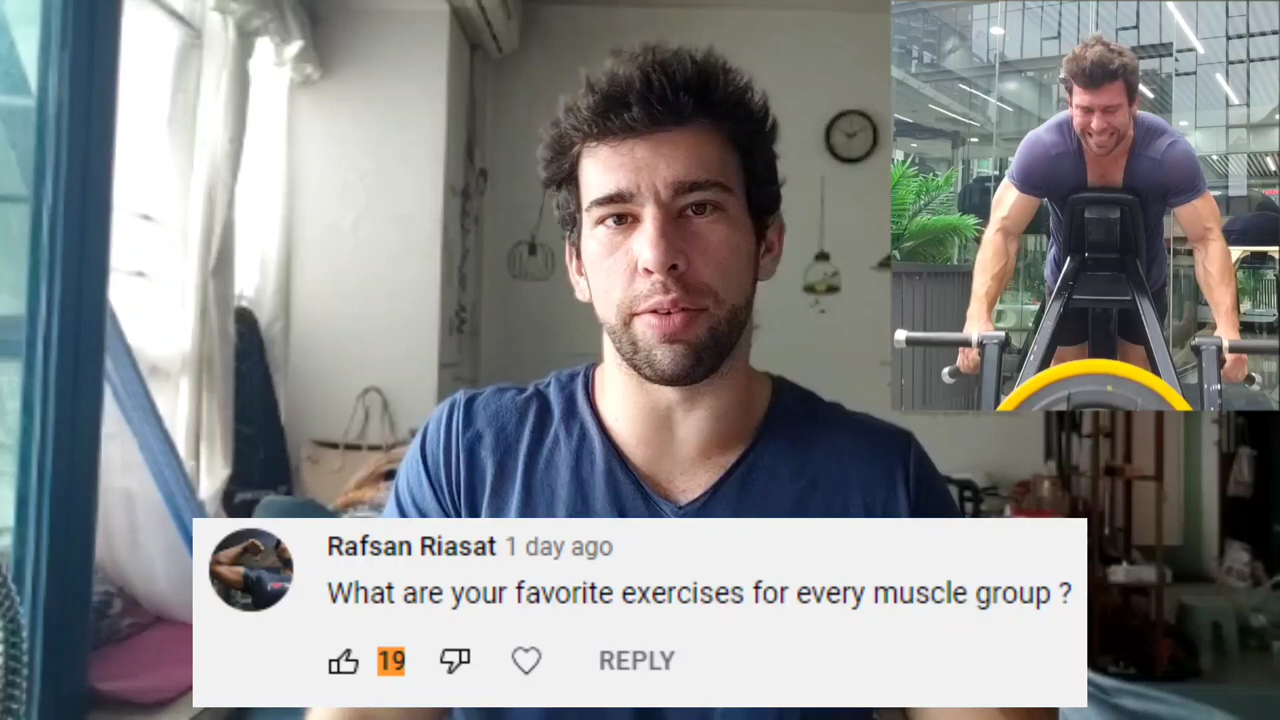 Rafsan Riasat 1 day ago
What are your favorite exercises for every muscle group ?
19 REPLY